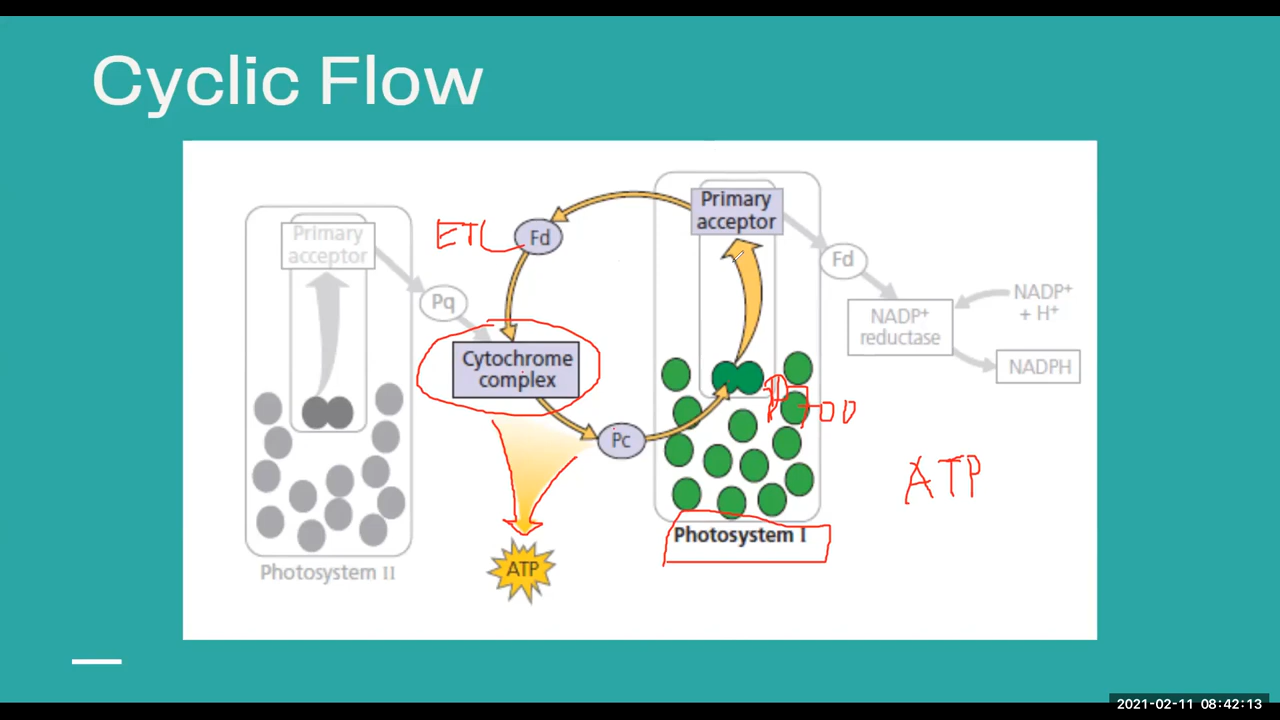 Cyclic Flow
Primary
acceptor
Pq
Photosystem II
ETC
Fd
Cytochrome
complex
Pc
ATP
Primary
acceptor
P700
Photosystem I
Fd
NADP⁺
reductase
NADP⁺
+ H⁺
NADPH
ATP
2021-02-11 08:42:13